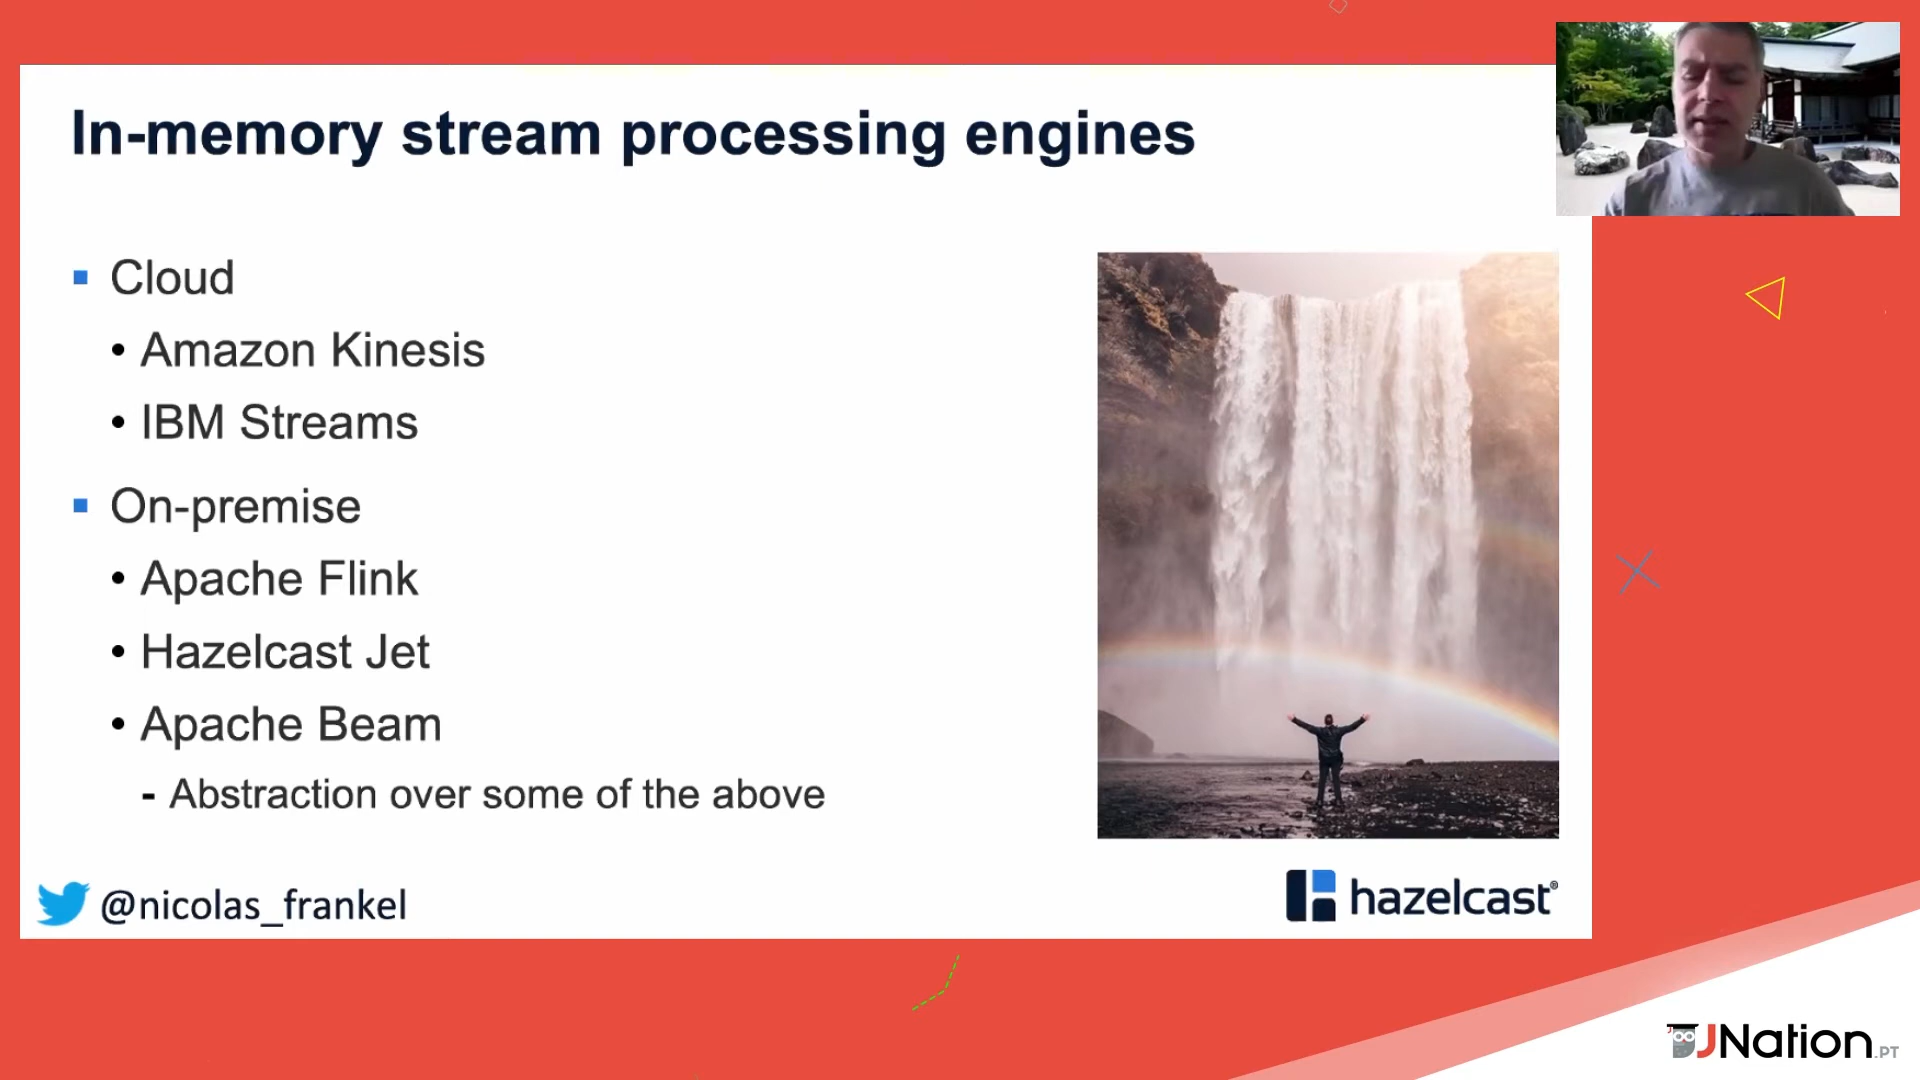 In-memory stream processing engines
Cloud
• Amazon Kinesis
• IBM Streams
On-premise
• Apache Flink
• Hazelcast Jet
• Apache Beam
- Abstraction over some of the above
@nicolas_frankel
hazelcast®
JNation.PT